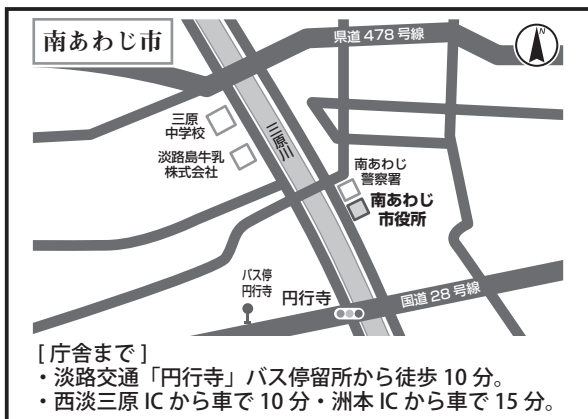 南あわじ市
県道478号線
N
三原
中学校
三原川
淡路島牛乳
株式会社
南あわじ
警察署
南あわじ
市役所
バス停
円行寺
円行寺
国道28号線
[庁舎まで]
・淡路交通「円行寺」バス停留所から徒歩10分。
・西淡三原ICから車で10分・洲本ICから車で15分。